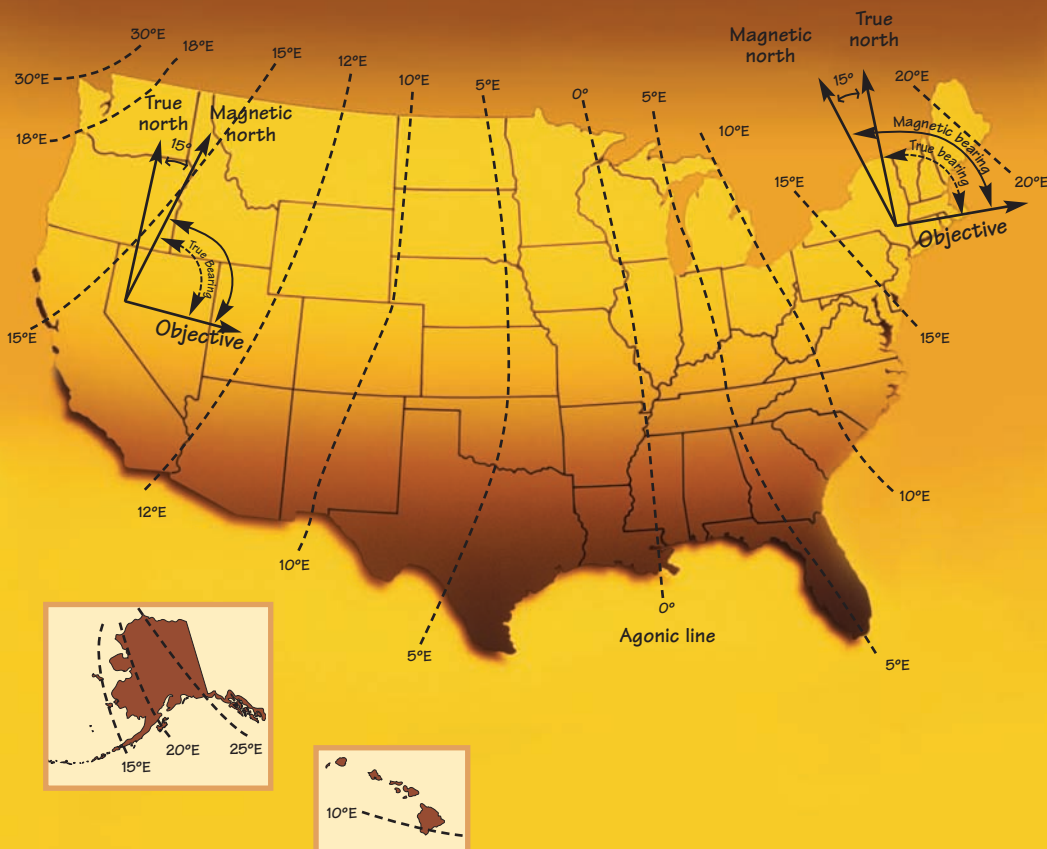 30°E
18°E
15°E
12°E
10°E
5°E
0°
5°E
10°E
Magnetic
north
True
north
15°
20°E
30°E
18°E
True
north
Magnetic
north
15°
Magnetic bearing
True bearing
20°E
15°E
Objective
True Bearing
Objective
15°E
15°E
12°E
10°E
10°E
0°
Agonic line
5°E
5°E
15°E
20°E
25°E
10°E